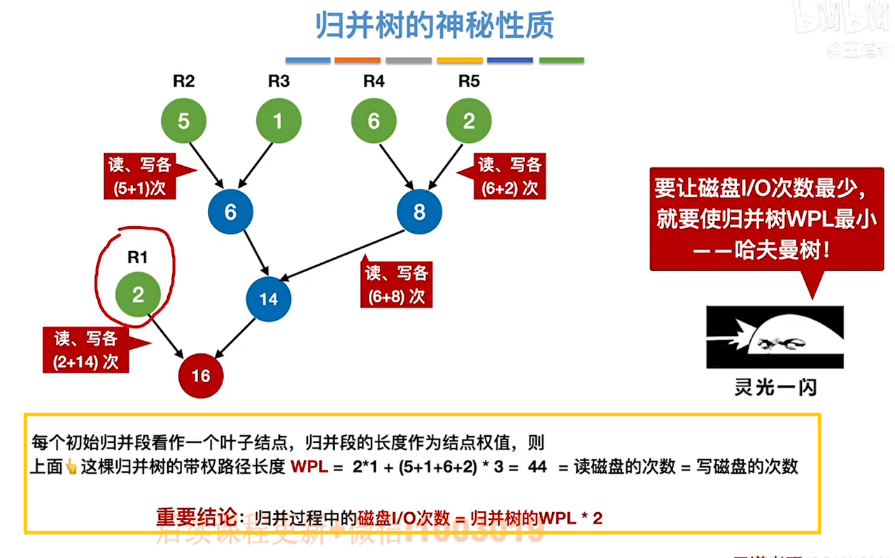 归并树的神秘性质
R2
R3
R4
R5
5
1
6
2
读、写各
(5+1)次
读、写各
(6+2) 次
6
8
要让磁盘I/O次数最少，
就要使归并树WPL最小
——哈夫曼树！
R1
2
读、写各
(6+8) 次
14
读、写各
(2+14) 次
16
灵光一闪
每个初始归并段看作一个叶子结点，归并段的长度作为结点权值，则
上面👆这棵归并树的带权路径长度 WPL = 2*1 + (5+1+6+2) * 3 = 44 = 读磁盘的次数 = 写磁盘的次数
重要结论：归并过程中的磁盘I/O次数 = 归并树的WPL * 2